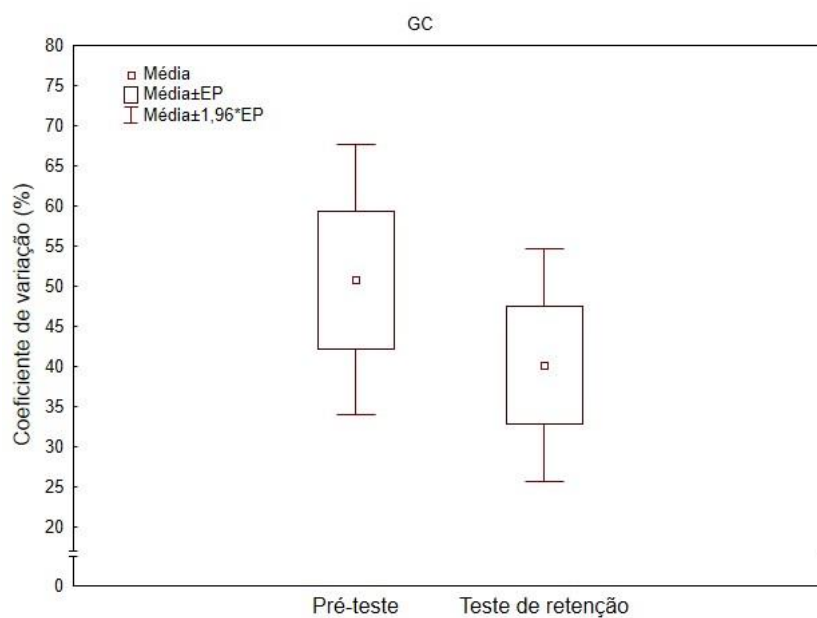 GC
80
75
70
65
60
55
50
45
40
35
30
25
20
0
Coeficiente de variação (%)
Média
Média±EP
Média±1,96*EP
Pré-teste Teste de retenção